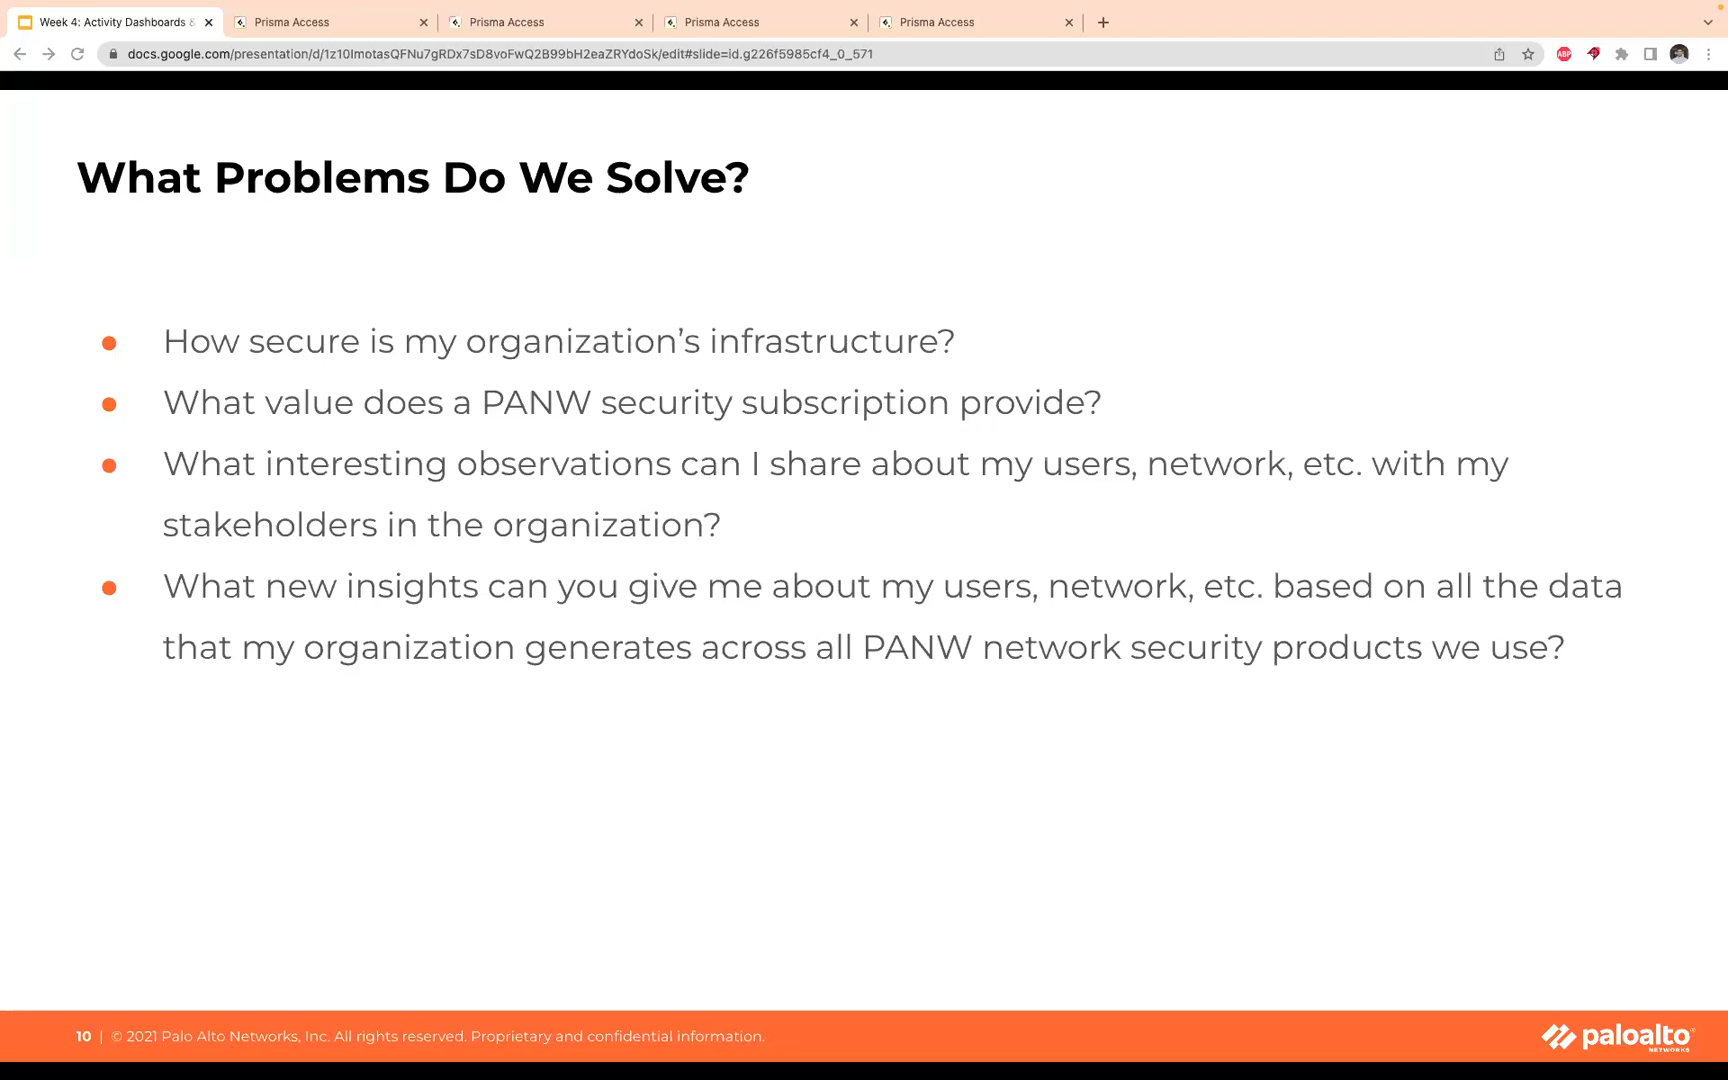 Week 4: Activity Dashboards &
Prisma Access
Prisma Access
Prisma Access
Prisma Access
docs.google.com/presentation/d/1z10ImotasQFNu7gRDx7sD8voFwQ2B99bH2eaZRYdoSk/edit#slide=id.g226f5985cf4_0_571
ABP
What Problems Do We Solve?
How secure is my organization’s infrastructure?
What value does a PANW security subscription provide?
What interesting observations can I share about my users, network, etc. with my
stakeholders in the organization?
What new insights can you give me about my users, network, etc. based on all the data
that my organization generates across all PANW network security products we use?
10 | © 2021 Palo Alto Networks, Inc. All rights reserved. Proprietary and confidential information.
paloalto®
NETWORKS